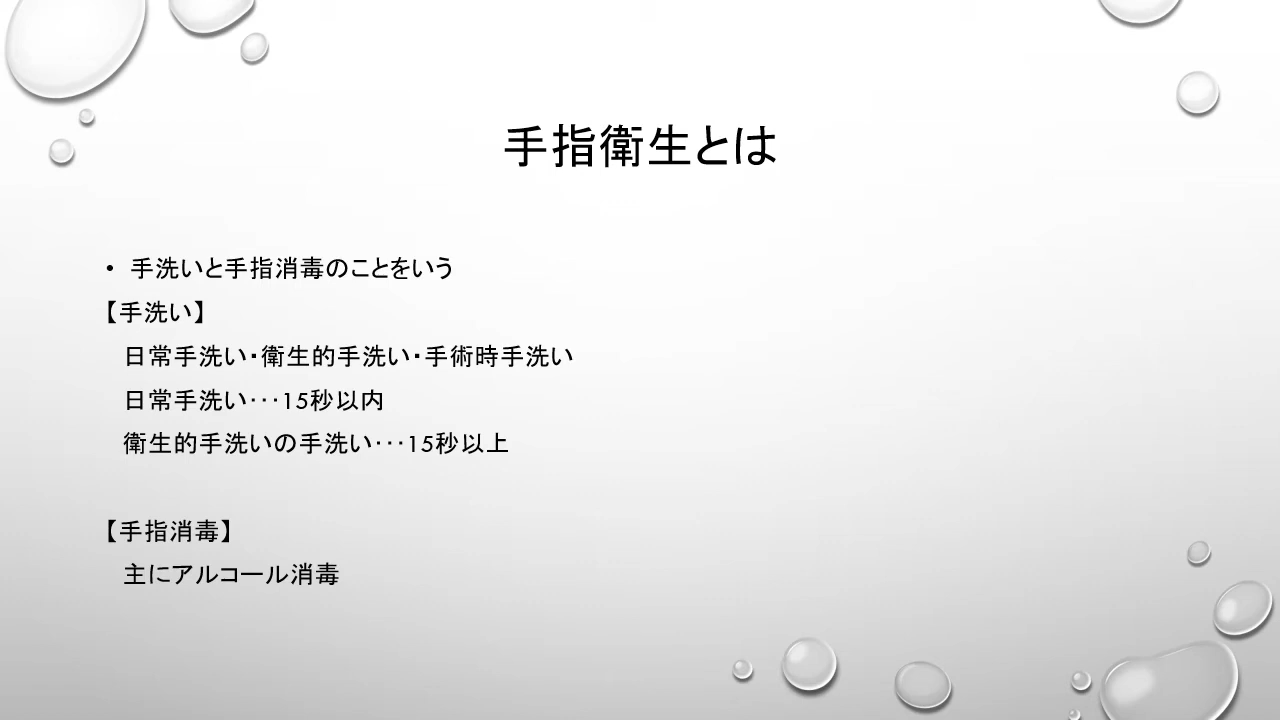 手指衛生とは
• 手洗いと手指消毒のことをいう
【手洗い】
日常手洗い・衛生的手洗い・手術時手洗い
日常手洗い･･･15秒以内
衛生的手洗いの手洗い･･･15秒以上
【手指消毒】
主にアルコール消毒